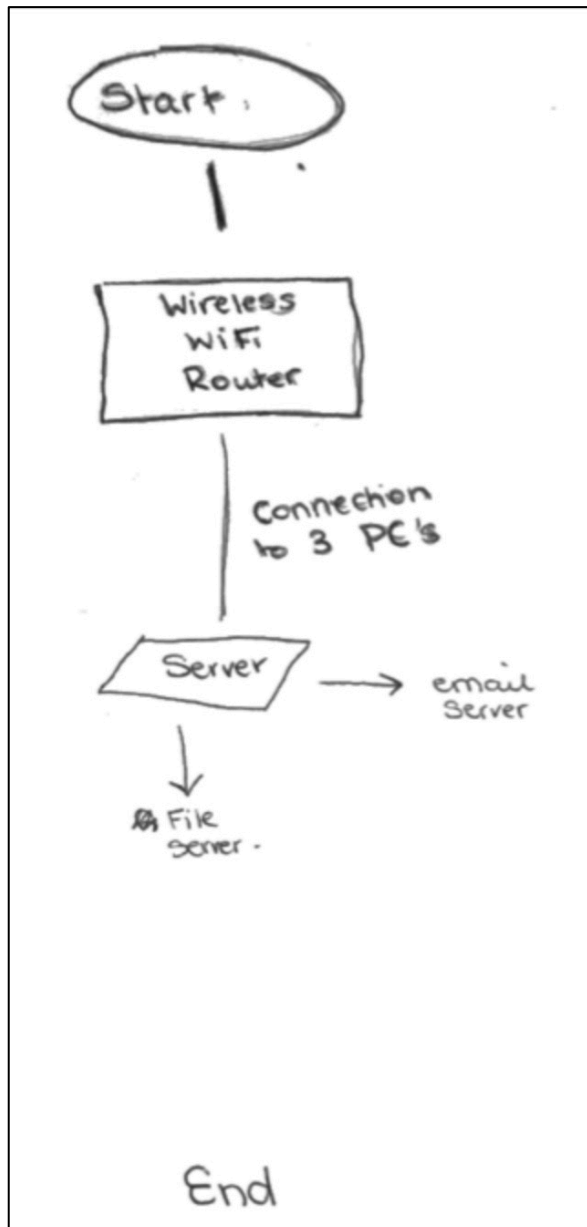 Start.
Wireless
WiFi
Router
Connection
to 3 PC's
Server
email
Server
File
Server.
End